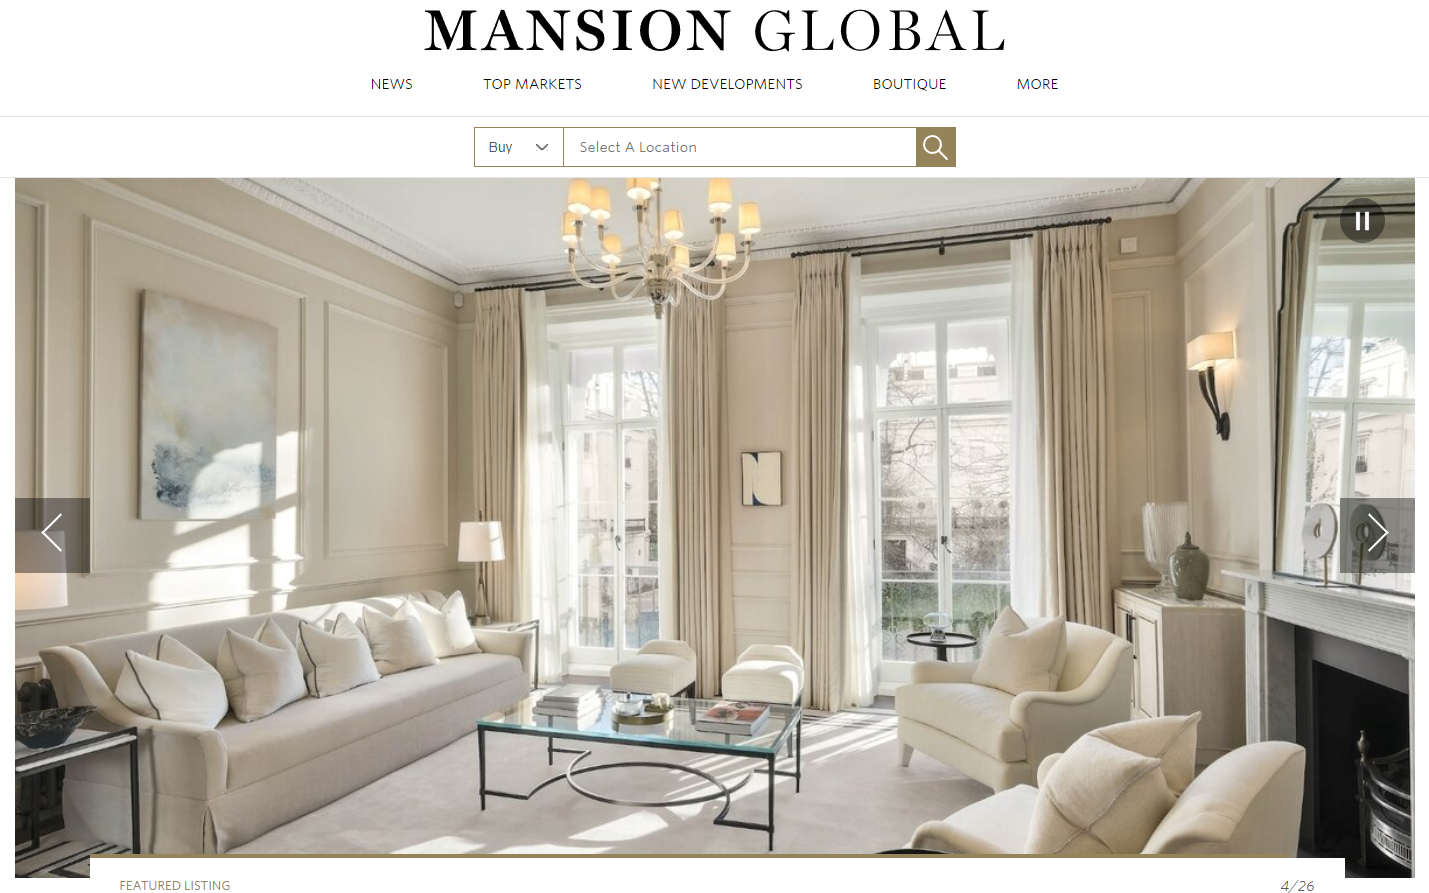 MANSION GLOBAL
NEWS TOP MARKETS NEW DEVELOPMENTS BOUTIQUE MORE
Buy Select A Location
FEATURED LISTING 4/26